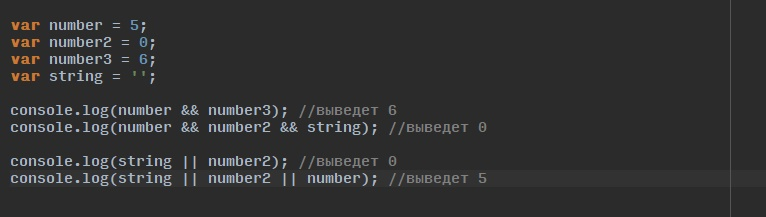 var number = 5;
var number2 = 0;
var number3 = 6;
var string = '';
console.log(number && number3); //выведет 6
console.log(number && number2 && string); //выведет 0
console.log(string || number2); //выведет 0
console.log(string || number2 || number); //выведет 5